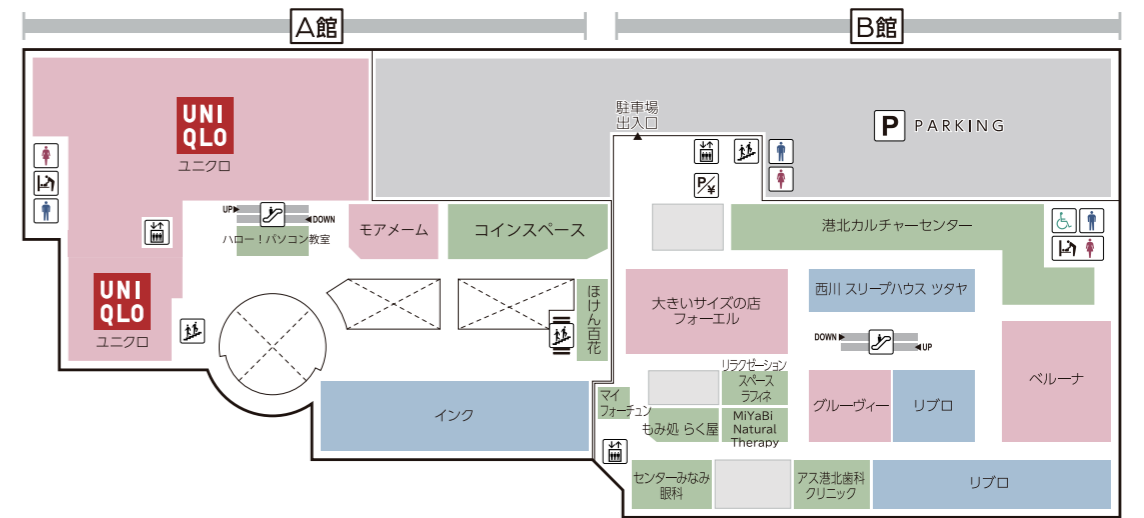 A館
B館
UNI
QLO
ユニクロ
駐車場
出入口
P PARKING
P/¥
UP
DOWN
ハロー!パソコン教室
モアメーム
コインスペース
港北カルチャーセンター
UNI
QLO
ユニクロ
ほけん百花
大きいサイズの店
フォーエル
西川 スリープハウス ツタヤ
DOWN
UP
リラクゼーション
スペース
ラフィネ
ベルーナ
マイ
フォーチュン
インク
もみ処 らく屋
MiYaBi
Natural
Therapy
グルーヴィー
リブロ
センターみなみ
眼科
アス港北歯科
クリニック
リブロ